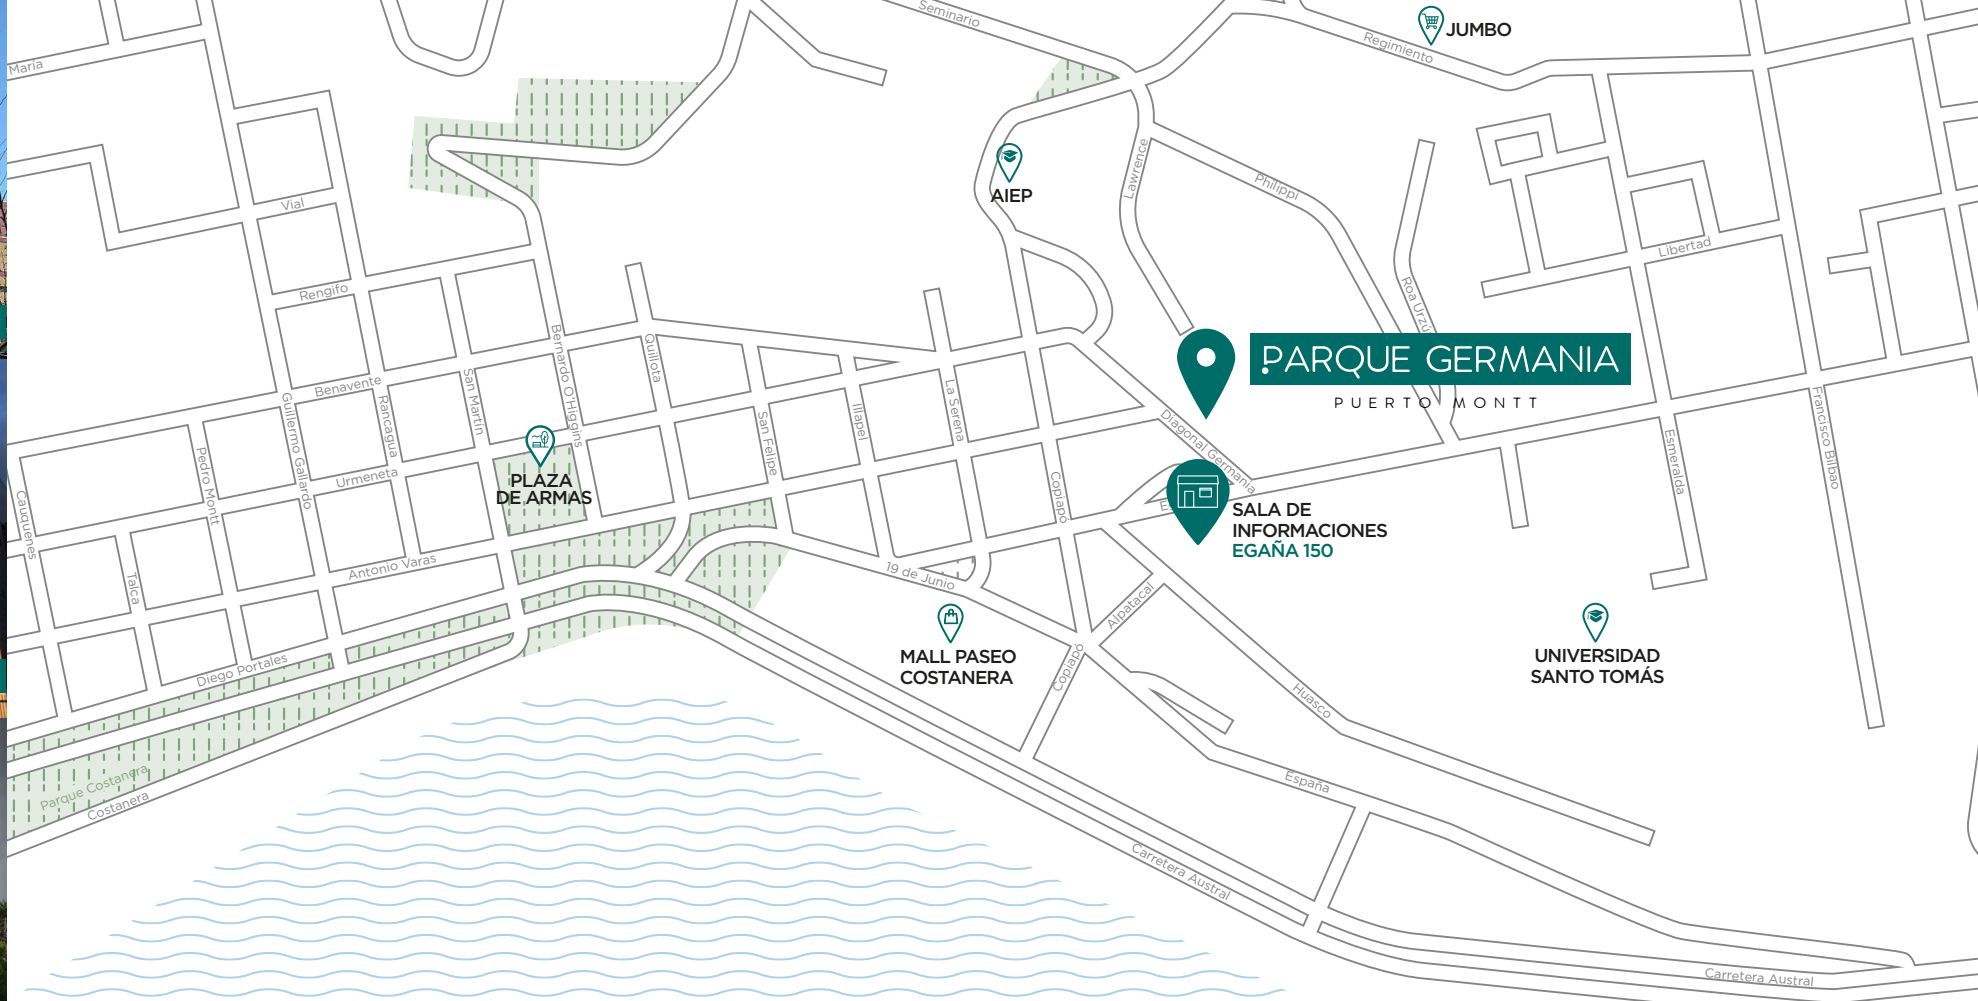 Seminario
JUMBO
Regimiento
María
AIEP
Lawrence
Philippi
Vial
Libertad
Rengifo
Roa Urzú
Bernardo O'Higgins
Quillota
PARQUE GERMANIA
PUERTO MONTT
Benavente
San Martín
Rancagua
Guillermo Gallardo
La Serena
Illapel
San Felipe
Diagonal Germania
Francisco Bilbao
Esmeralda
Pedro Montt
Urmeneta
PLAZA
DE ARMAS
Copiapó
Cauquenes
SALA DE
INFORMACIONES
EGAÑA 150
Antonio Varas
19 de Junio
Talca
Alpatacal
MALL PASEO
COSTANERA
Copiapó
UNIVERSIDAD
SANTO TOMÁS
Diego Portales
Huasco
Parque Costanera
Costanera
España
Carretera Austral
Carretera Austral